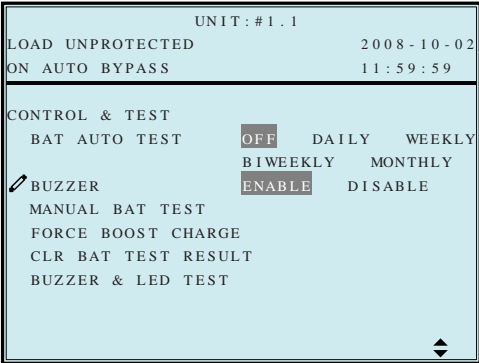 UNIT:#1.1
LOAD UNPROTECTED 2008-10-02
ON AUTO BYPASS 11:59:59
CONTROL & TEST
BAT AUTO TEST OFF DAILY WEEKLY
BIWEEKLY MONTHLY
BUZZER ENABLE DISABLE
MANUAL BAT TEST
FORCE BOOST CHARGE
CLR BAT TEST RESULT
BUZZER & LED TEST